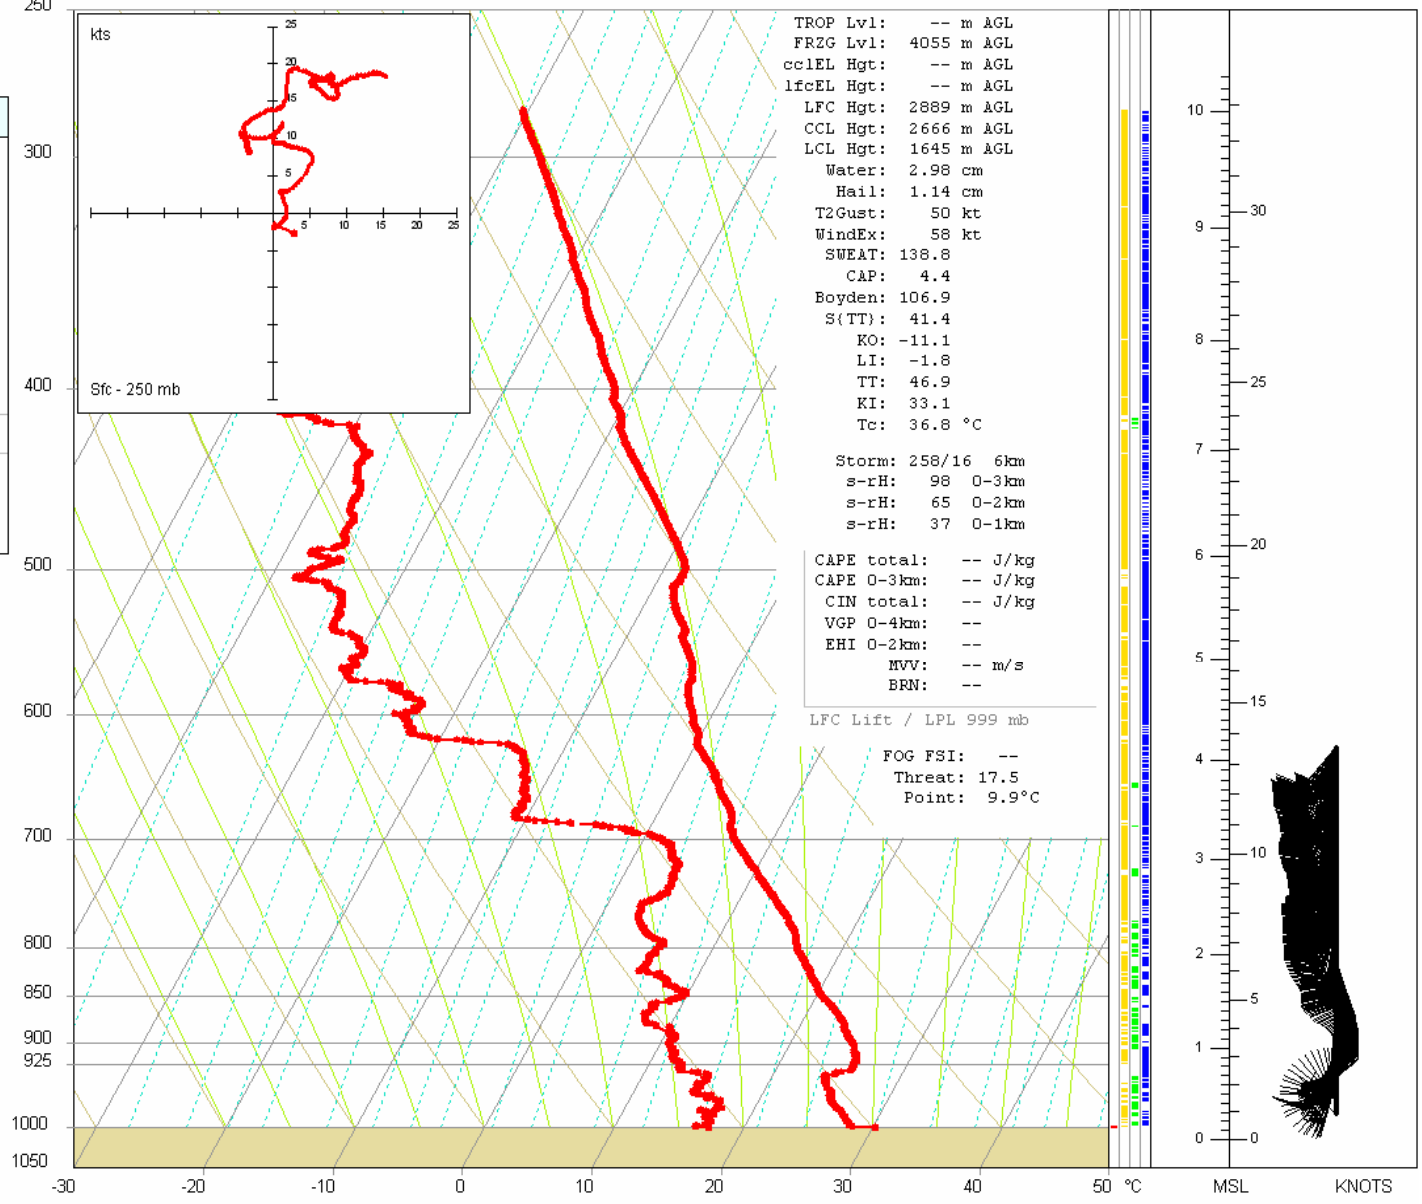 250
kts
25
20
15
10
5
5
10
15
20
25
Sfc - 250 mb
300
400
500
600
700
800
850
900
925
1000
1050
-30
-20
-10
0
10
20
30
40
50
°C
TROP Lvl: -- m AGL
FRZG Lvl: 4055 m AGL
cclEL Hgt: -- m AGL
lfcEL Hgt: -- m AGL
LFC Hgt: 2889 m AGL
CCL Hgt: 2666 m AGL
LCL Hgt: 1645 m AGL
Water: 2.98 cm
Hail: 1.14 cm
T2Gust: 50 kt
WindEx: 58 kt
SWEAT: 138.8
CAP: 4.4
Boyden: 106.9
S{TT}: 41.4
KO: -11.1
LI: -1.8
TT: 46.9
KI: 33.1
Tc: 36.8 °C
Storm: 258/16 6km
s-rH: 98 0-3km
s-rH: 65 0-2km
s-rH: 37 0-1km
CAPE total: -- J/kg
CAPE 0-3km: -- J/kg
CIN total: -- J/kg
VGP 0-4km: --
EHI 0-2km: --
MVV: -- m/s
BRN: --
LFC Lift / LPL 999 mb
FOG FSI: --
Threat: 17.5
Point: 9.9°C
10
9
8
7
6
5
4
3
2
1
0
30
25
20
15
10
5
0
MSL
KNOTS